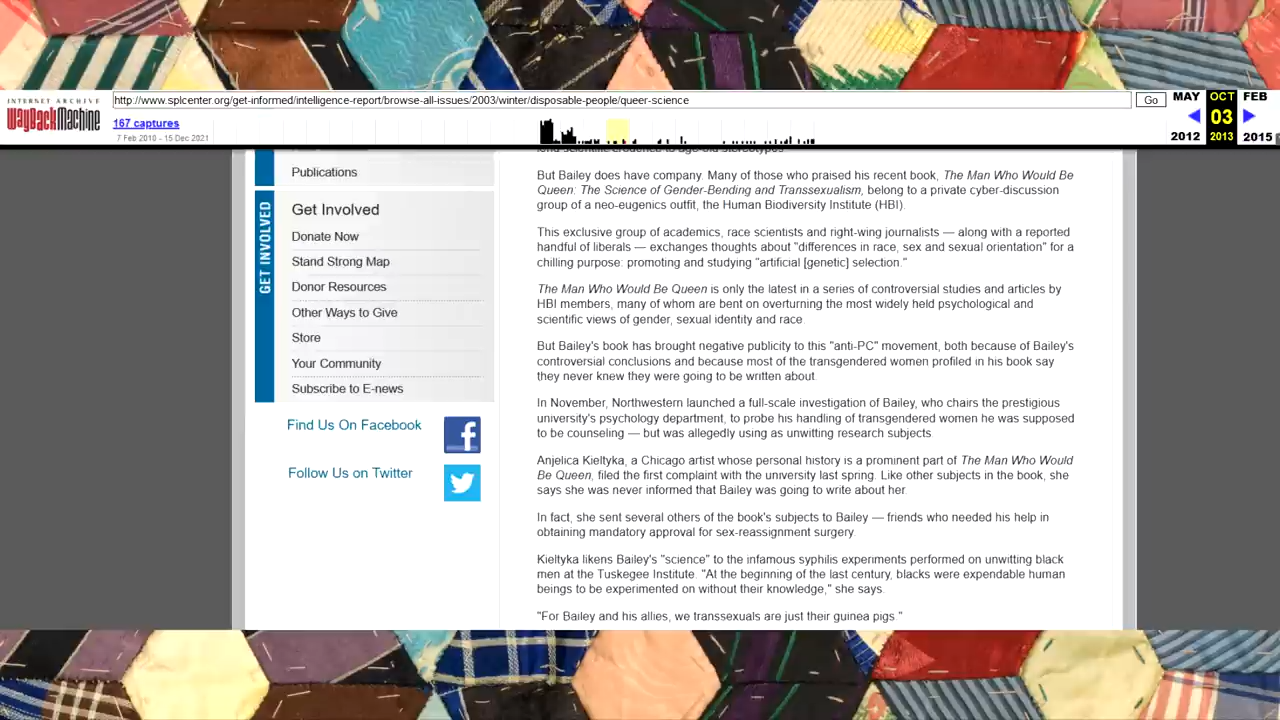 INTERNET ARCHIVE
WayBackMachine
http://www.splcenter.org/get-informed/intelligence-report/browse-all-issues/2003/winter/disposable-people/queer-science
Go
167 captures
7 Feb 2010 - 15 Dec 2021
MAY OCT FEB
03
2012 2013 2015
Publications
GET INVOLVED
Get Involved
Donate Now
Stand Strong Map
Donor Resources
Other Ways to Give
Store
Your Community
Subscribe to E-news
Find Us On Facebook
Follow Us on Twitter
lend scientific credence to age-old stereotypes
But Bailey does have company. Many of those who praised his recent book, The Man Who Would Be
Queen: The Science of Gender-Bending and Transsexualism, belong to a private cyber-discussion
group of a neo-eugenics outfit, the Human Biodiversity Institute (HBI).
This exclusive group of academics, race scientists and right-wing journalists — along with a reported
handful of liberals — exchanges thoughts about "differences in race, sex and sexual orientation" for a
chilling purpose: promoting and studying "artificial [genetic] selection."
The Man Who Would Be Queen is only the latest in a series of controversial studies and articles by
HBI members, many of whom are bent on overturning the most widely held psychological and
scientific views of gender, sexual identity and race.
But Bailey's book has brought negative publicity to this "anti-PC" movement, both because of Bailey's
controversial conclusions and because most of the transgendered women profiled in his book say
they never knew they were going to be written about.
In November, Northwestern launched a full-scale investigation of Bailey, who chairs the prestigious
university's psychology department, to probe his handling of transgendered women he was supposed
to be counseling — but was allegedly using as unwitting research subjects.
Anjelica Kieltyka, a Chicago artist whose personal history is a prominent part of The Man Who Would
Be Queen, filed the first complaint with the university last spring. Like other subjects in the book, she
says she was never informed that Bailey was going to write about her.
In fact, she sent several others of the book's subjects to Bailey — friends who needed his help in
obtaining mandatory approval for sex-reassignment surgery.
Kieltyka likens Bailey's "science" to the infamous syphilis experiments performed on unwitting black
men at the Tuskegee Institute. "At the beginning of the last century, blacks were expendable human
beings to be experimented on without their knowledge," she says.
"For Bailey and his allies, we transsexuals are just their guinea pigs."